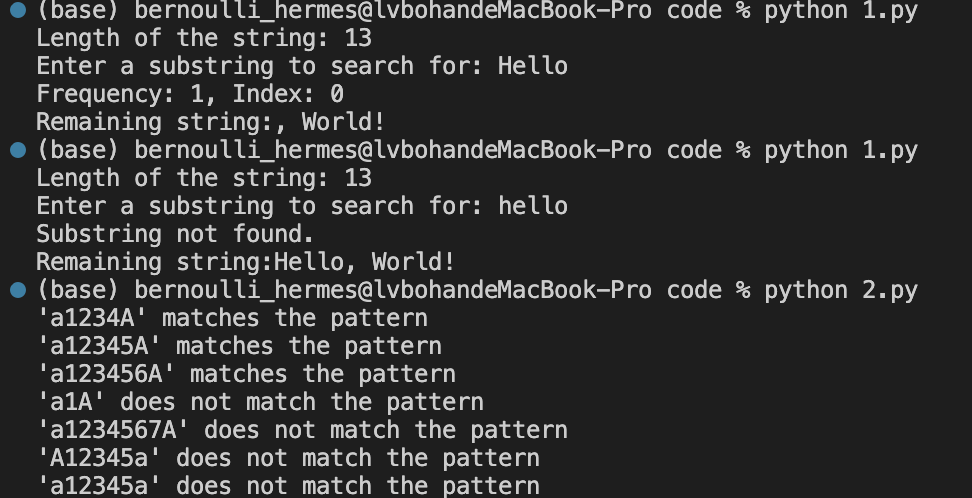 (base) bernoulli_hermes@lvbohandeMacBook-Pro code % python 1.py
Length of the string: 13
Enter a substring to search for: Hello
Frequency: 1, Index: 0
Remaining string:, World!
(base) bernoulli_hermes@lvbohandeMacBook-Pro code % python 1.py
Length of the string: 13
Enter a substring to search for: hello
Substring not found.
Remaining string:Hello, World!
(base) bernoulli_hermes@lvbohandeMacBook-Pro code % python 2.py
'a1234A' matches the pattern
'a12345A' matches the pattern
'a123456A' matches the pattern
'a1A' does not match the pattern
'a1234567A' does not match the pattern
'A12345a' does not match the pattern
'a12345a' does not match the pattern